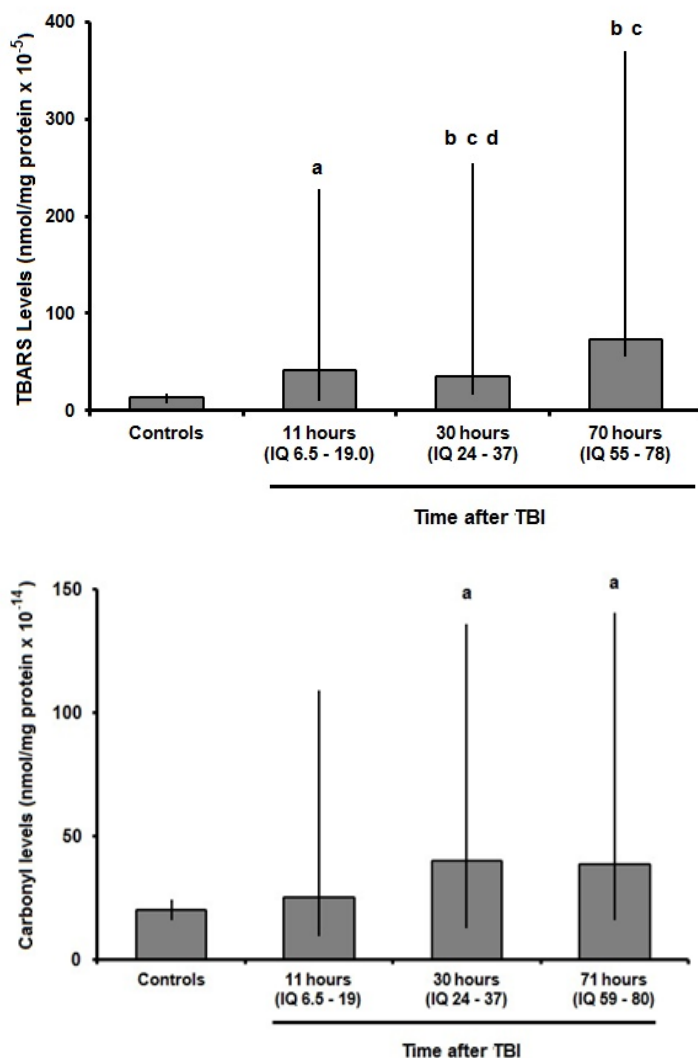 TBARS Levels (nmol/mg protein x 10-5)
400
300
200
100
0
a
b c d
b c
Controls
11 hours
(IQ 6.5 - 19.0)
30 hours
(IQ 24 - 37)
70 hours
(IQ 55 - 78)
Time after TBI
Carbonyl levels (nmol/mg protein x 10-14)
150
100
50
0
a
a
Controls
11 hours
(IQ 6.5 - 19)
30 hours
(IQ 24 - 37)
71 hours
(IQ 59 - 80)
Time after TBI